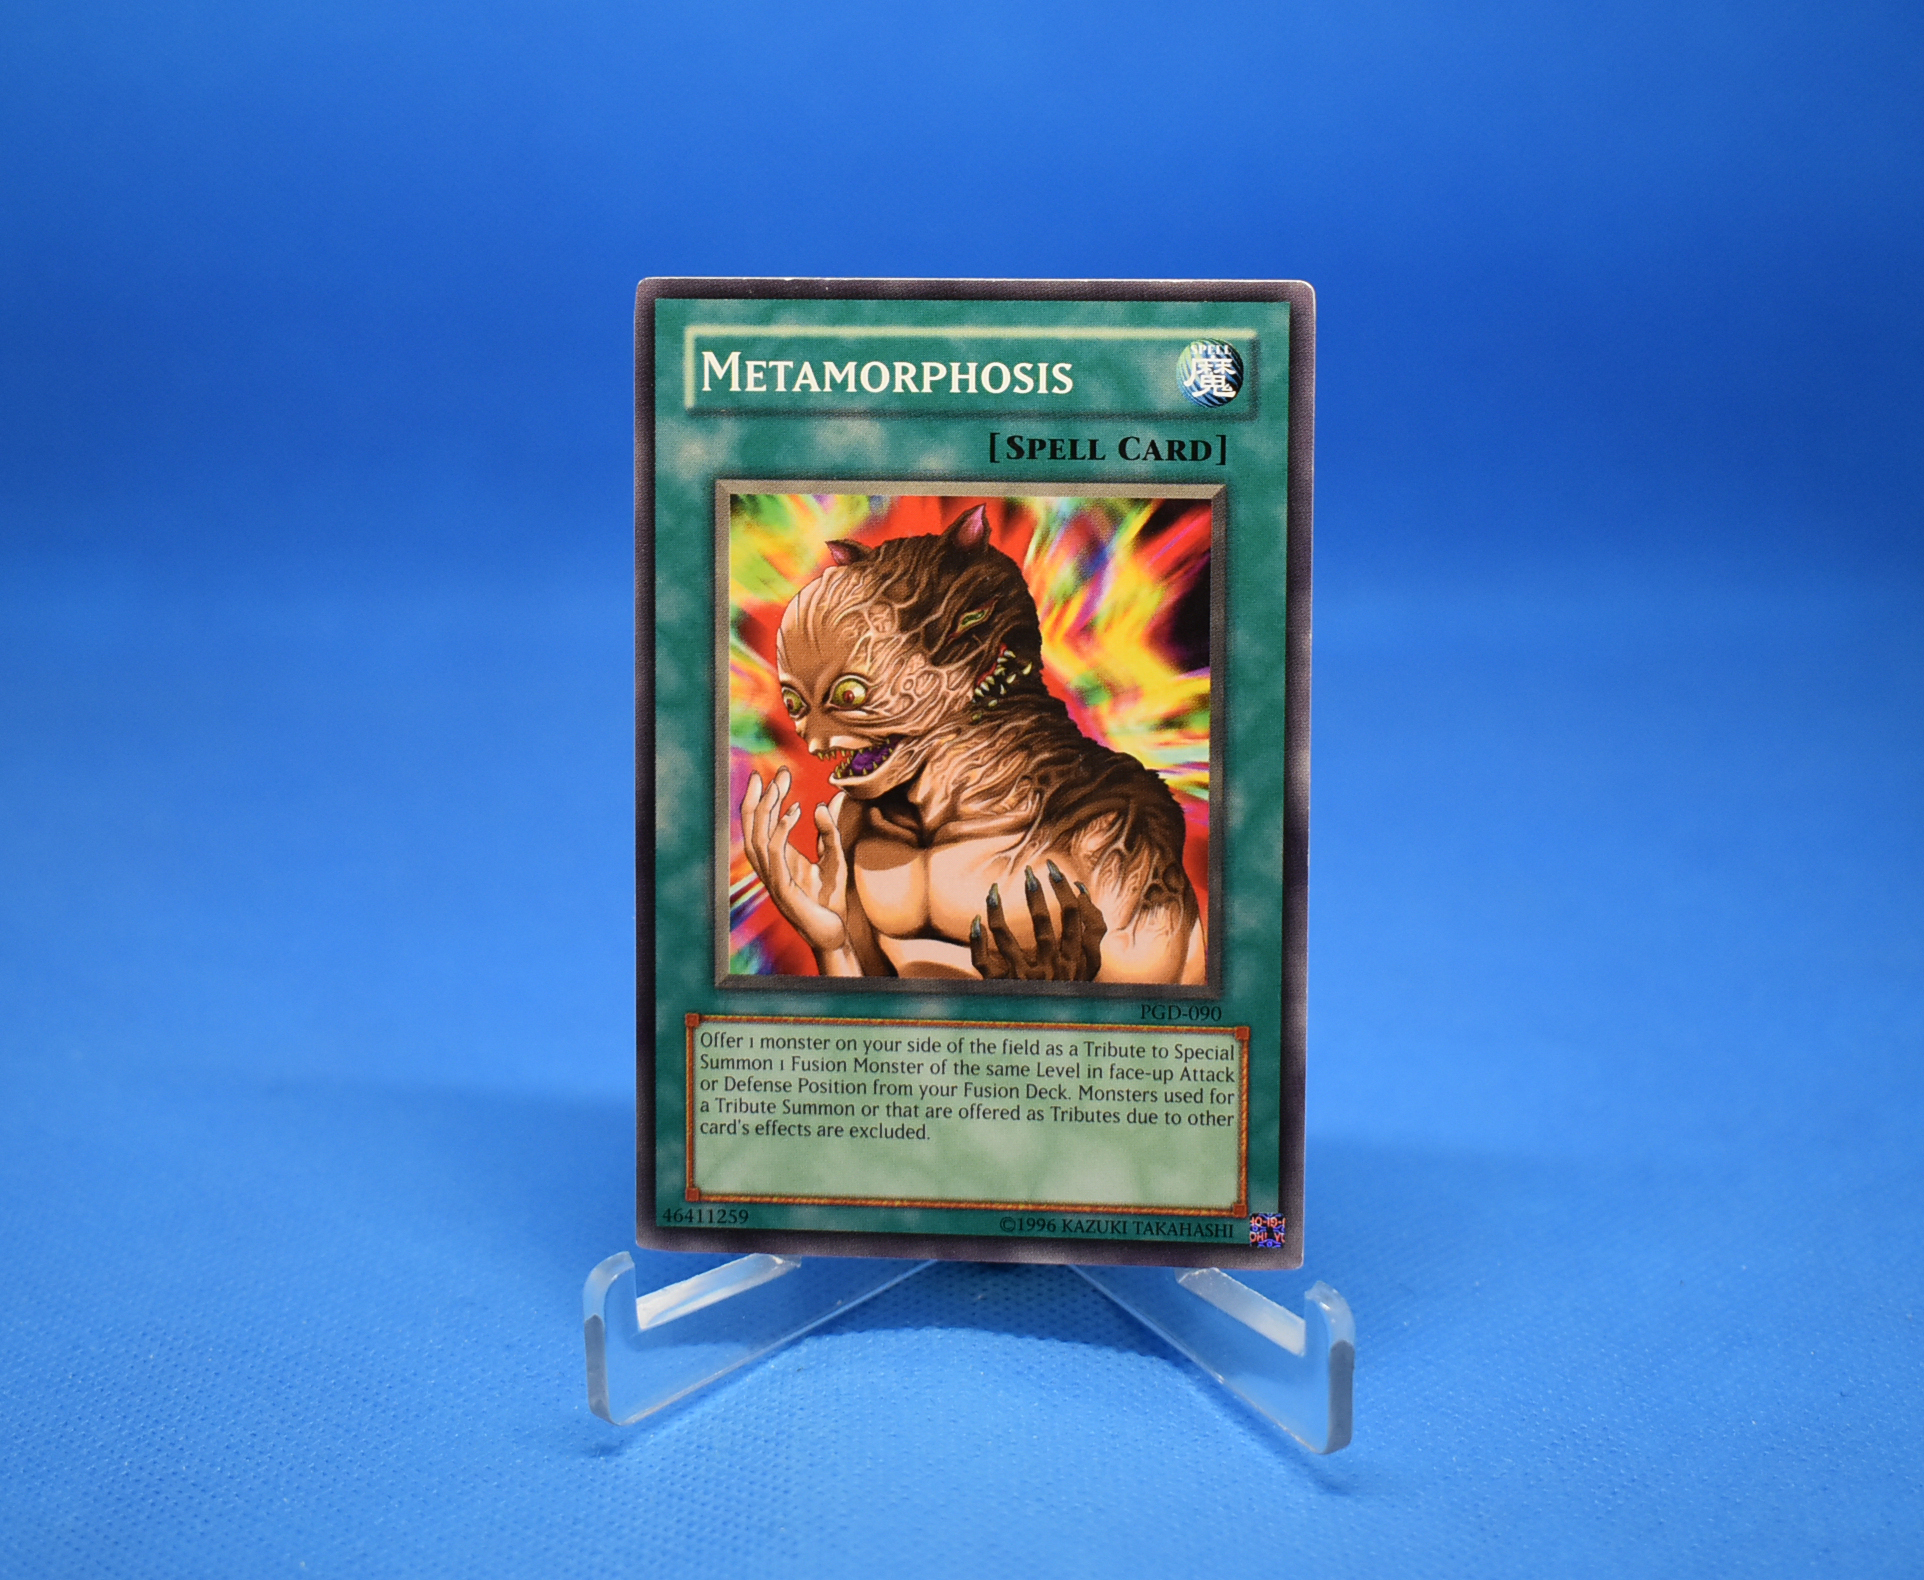 METAMORPHOSIS
SPELL
魔
[SPELL CARD]
PGD-090
Offer 1 monster on your side of the field as a Tribute to Special
Summon 1 Fusion Monster of the same Level in face-up Attack
or Defense Position from your Fusion Deck. Monsters used for
a Tribute Summon or that are offered as Tributes due to other
card's effects are excluded.
46411259
©1996 KAZUKI TAKAHASHI